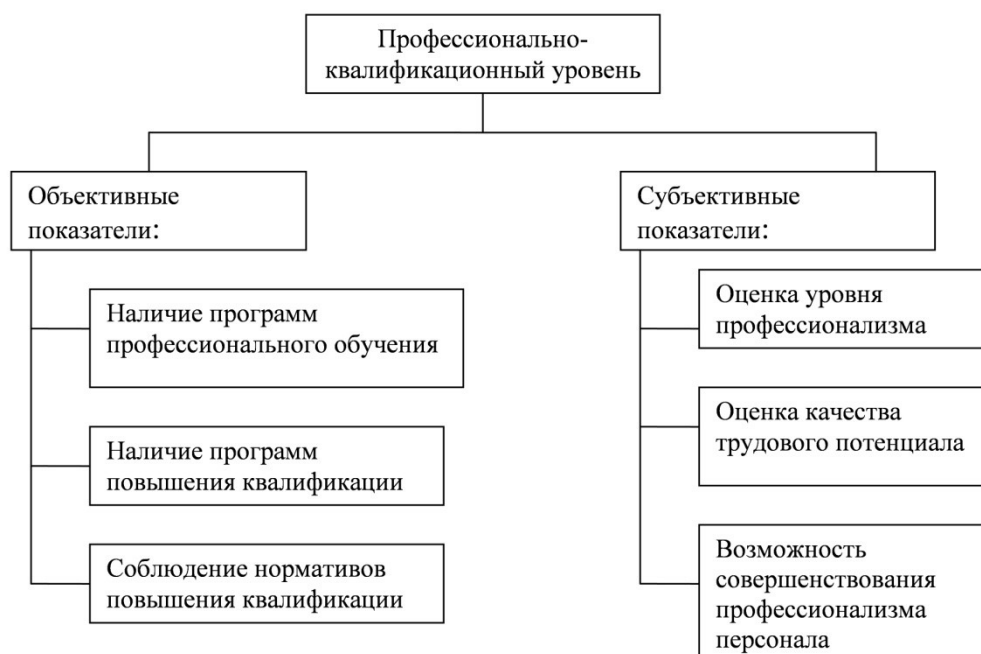 Профессионально-
квалификационный уровень
Объективные
показатели:
Наличие программ
профессионального обучения
Наличие программ
повышения квалификации
Соблюдение нормативов
повышения квалификации
Субъективные
показатели:
Оценка уровня
профессионализма
Оценка качества
трудового потенциала
Возможность
совершенствования
профессионализма
персонала